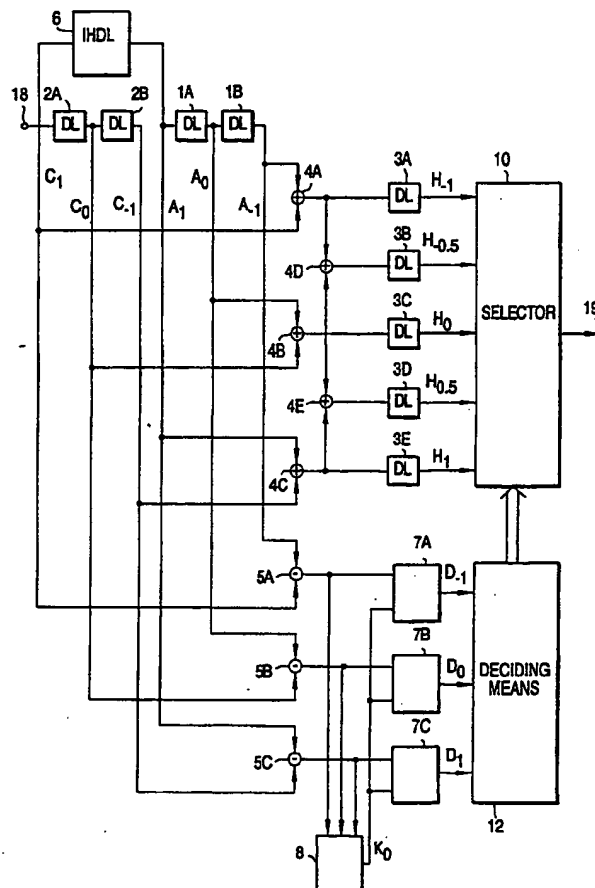 6
IHDL
18
2A
2B
1A
1B
DL
DL
DL
DL
C₁
C₀
C₋₁
A₁
A₀
A₋₁
4A
3A
DL
H₋₁
10
4D
3B
DL
H₋₀.₅
SELECTOR
19
4B
3C
DL
H₀
4E
3D
DL
H₀.₅
4C
3E
DL
H₁
5A
7A
D₋₁
5B
7B
D₀
DECIDING
MEANS
5C
7C
D₁
12
8
K₀